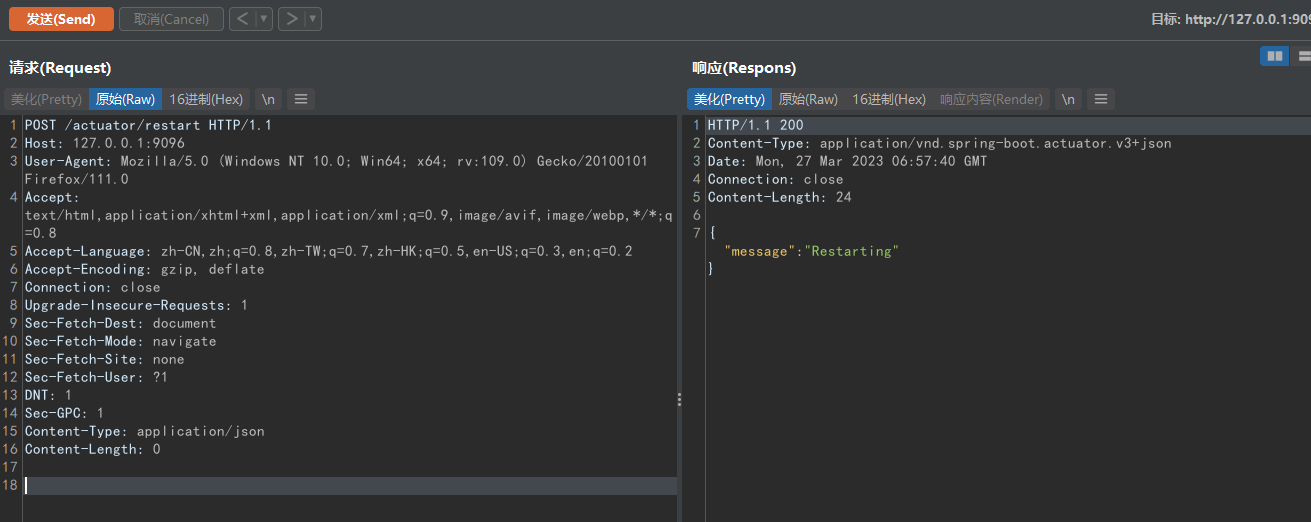 发送(Send) 取消(Cancel) < > 目标: http://127.0.0.1:909
请求(Request)
美化(Pretty) 原始(Raw) 16进制(Hex) \n
1 POST /actuator/restart HTTP/1.1
2 Host: 127.0.0.1:9096
3 User-Agent: Mozilla/5.0 (Windows NT 10.0; Win64; x64; rv:109.0) Gecko/20100101
Firefox/111.0
4 Accept:
text/html,application/xhtml+xml,application/xml;q=0.9,image/avif,image/webp,*/*;q
=0.8
5 Accept-Language: zh-CN,zh;q=0.8,zh-TW;q=0.7,zh-HK;q=0.5,en-US;q=0.3,en;q=0.2
6 Accept-Encoding: gzip, deflate
7 Connection: close
8 Upgrade-Insecure-Requests: 1
9 Sec-Fetch-Dest: document
10 Sec-Fetch-Mode: navigate
11 Sec-Fetch-Site: none
12 Sec-Fetch-User: ?1
13 DNT: 1
14 Sec-GPC: 1
15 Content-Type: application/json
16 Content-Length: 0
17
18
响应(Respons)
美化(Pretty) 原始(Raw) 16进制(Hex) 响应内容(Render) \n
1 HTTP/1.1 200
2 Content-Type: application/vnd.spring-boot.actuator.v3+json
3 Date: Mon, 27 Mar 2023 06:57:40 GMT
4 Connection: close
5 Content-Length: 24
6
7 {
"message":"Restarting"
}